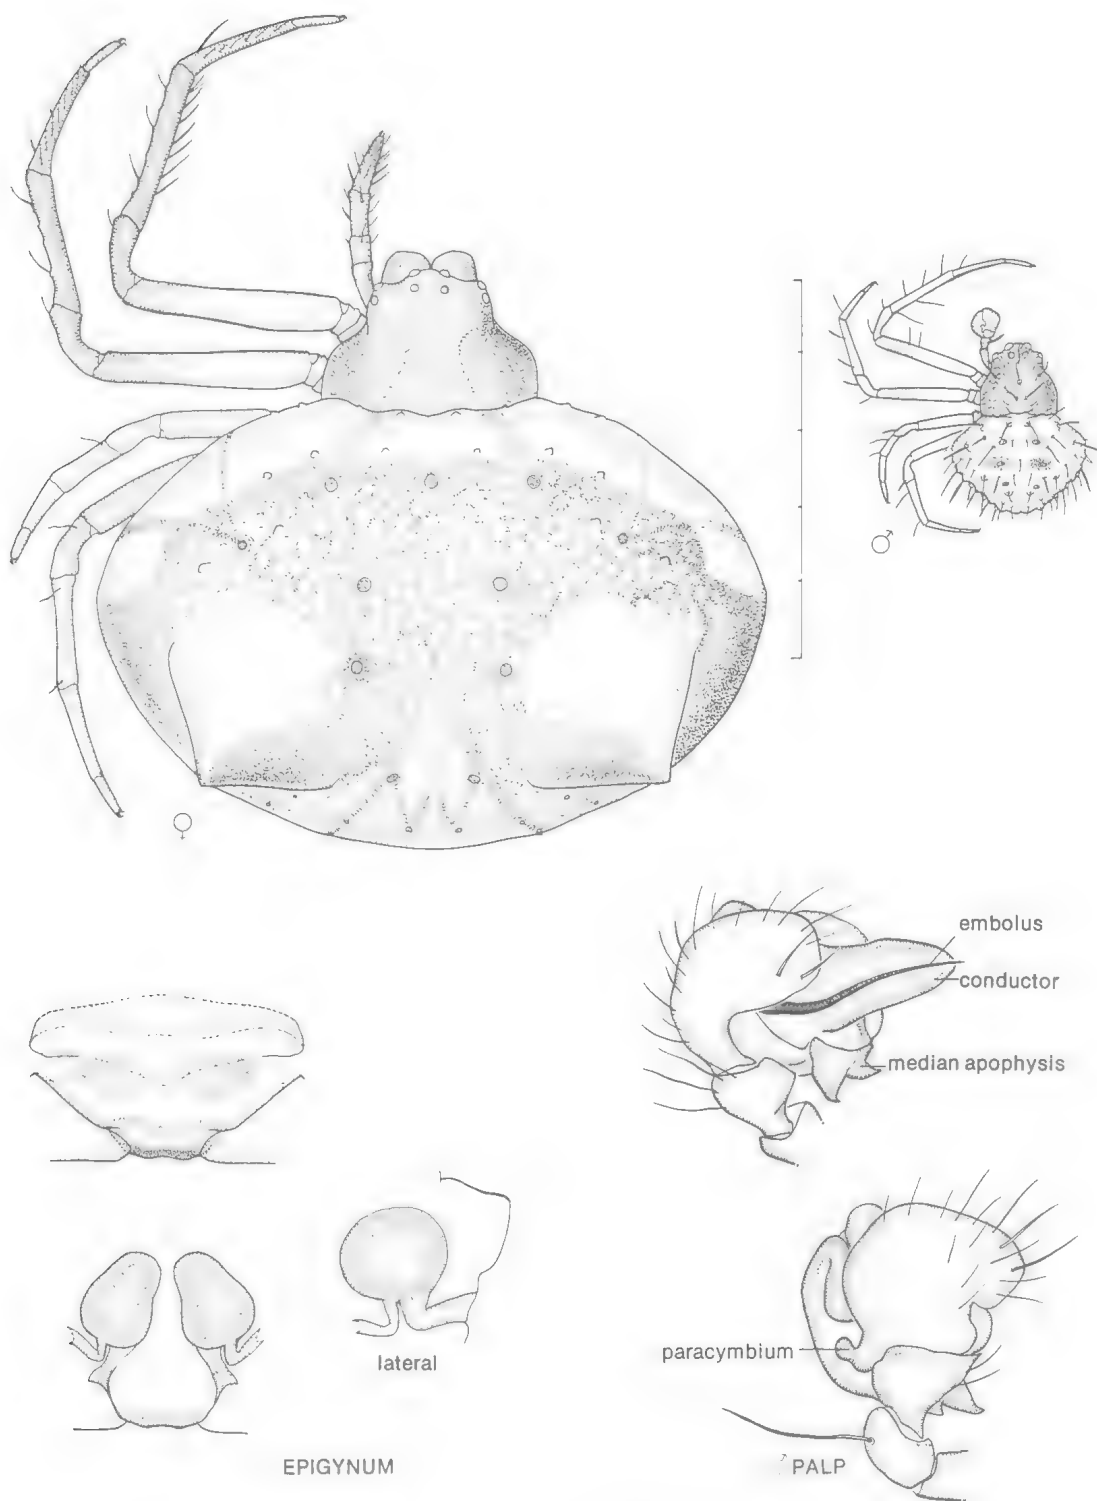 ♂
♀
embolus
conductor
median apophysis
lateral
paracymbium
EPIGYNUM
♂ PALP